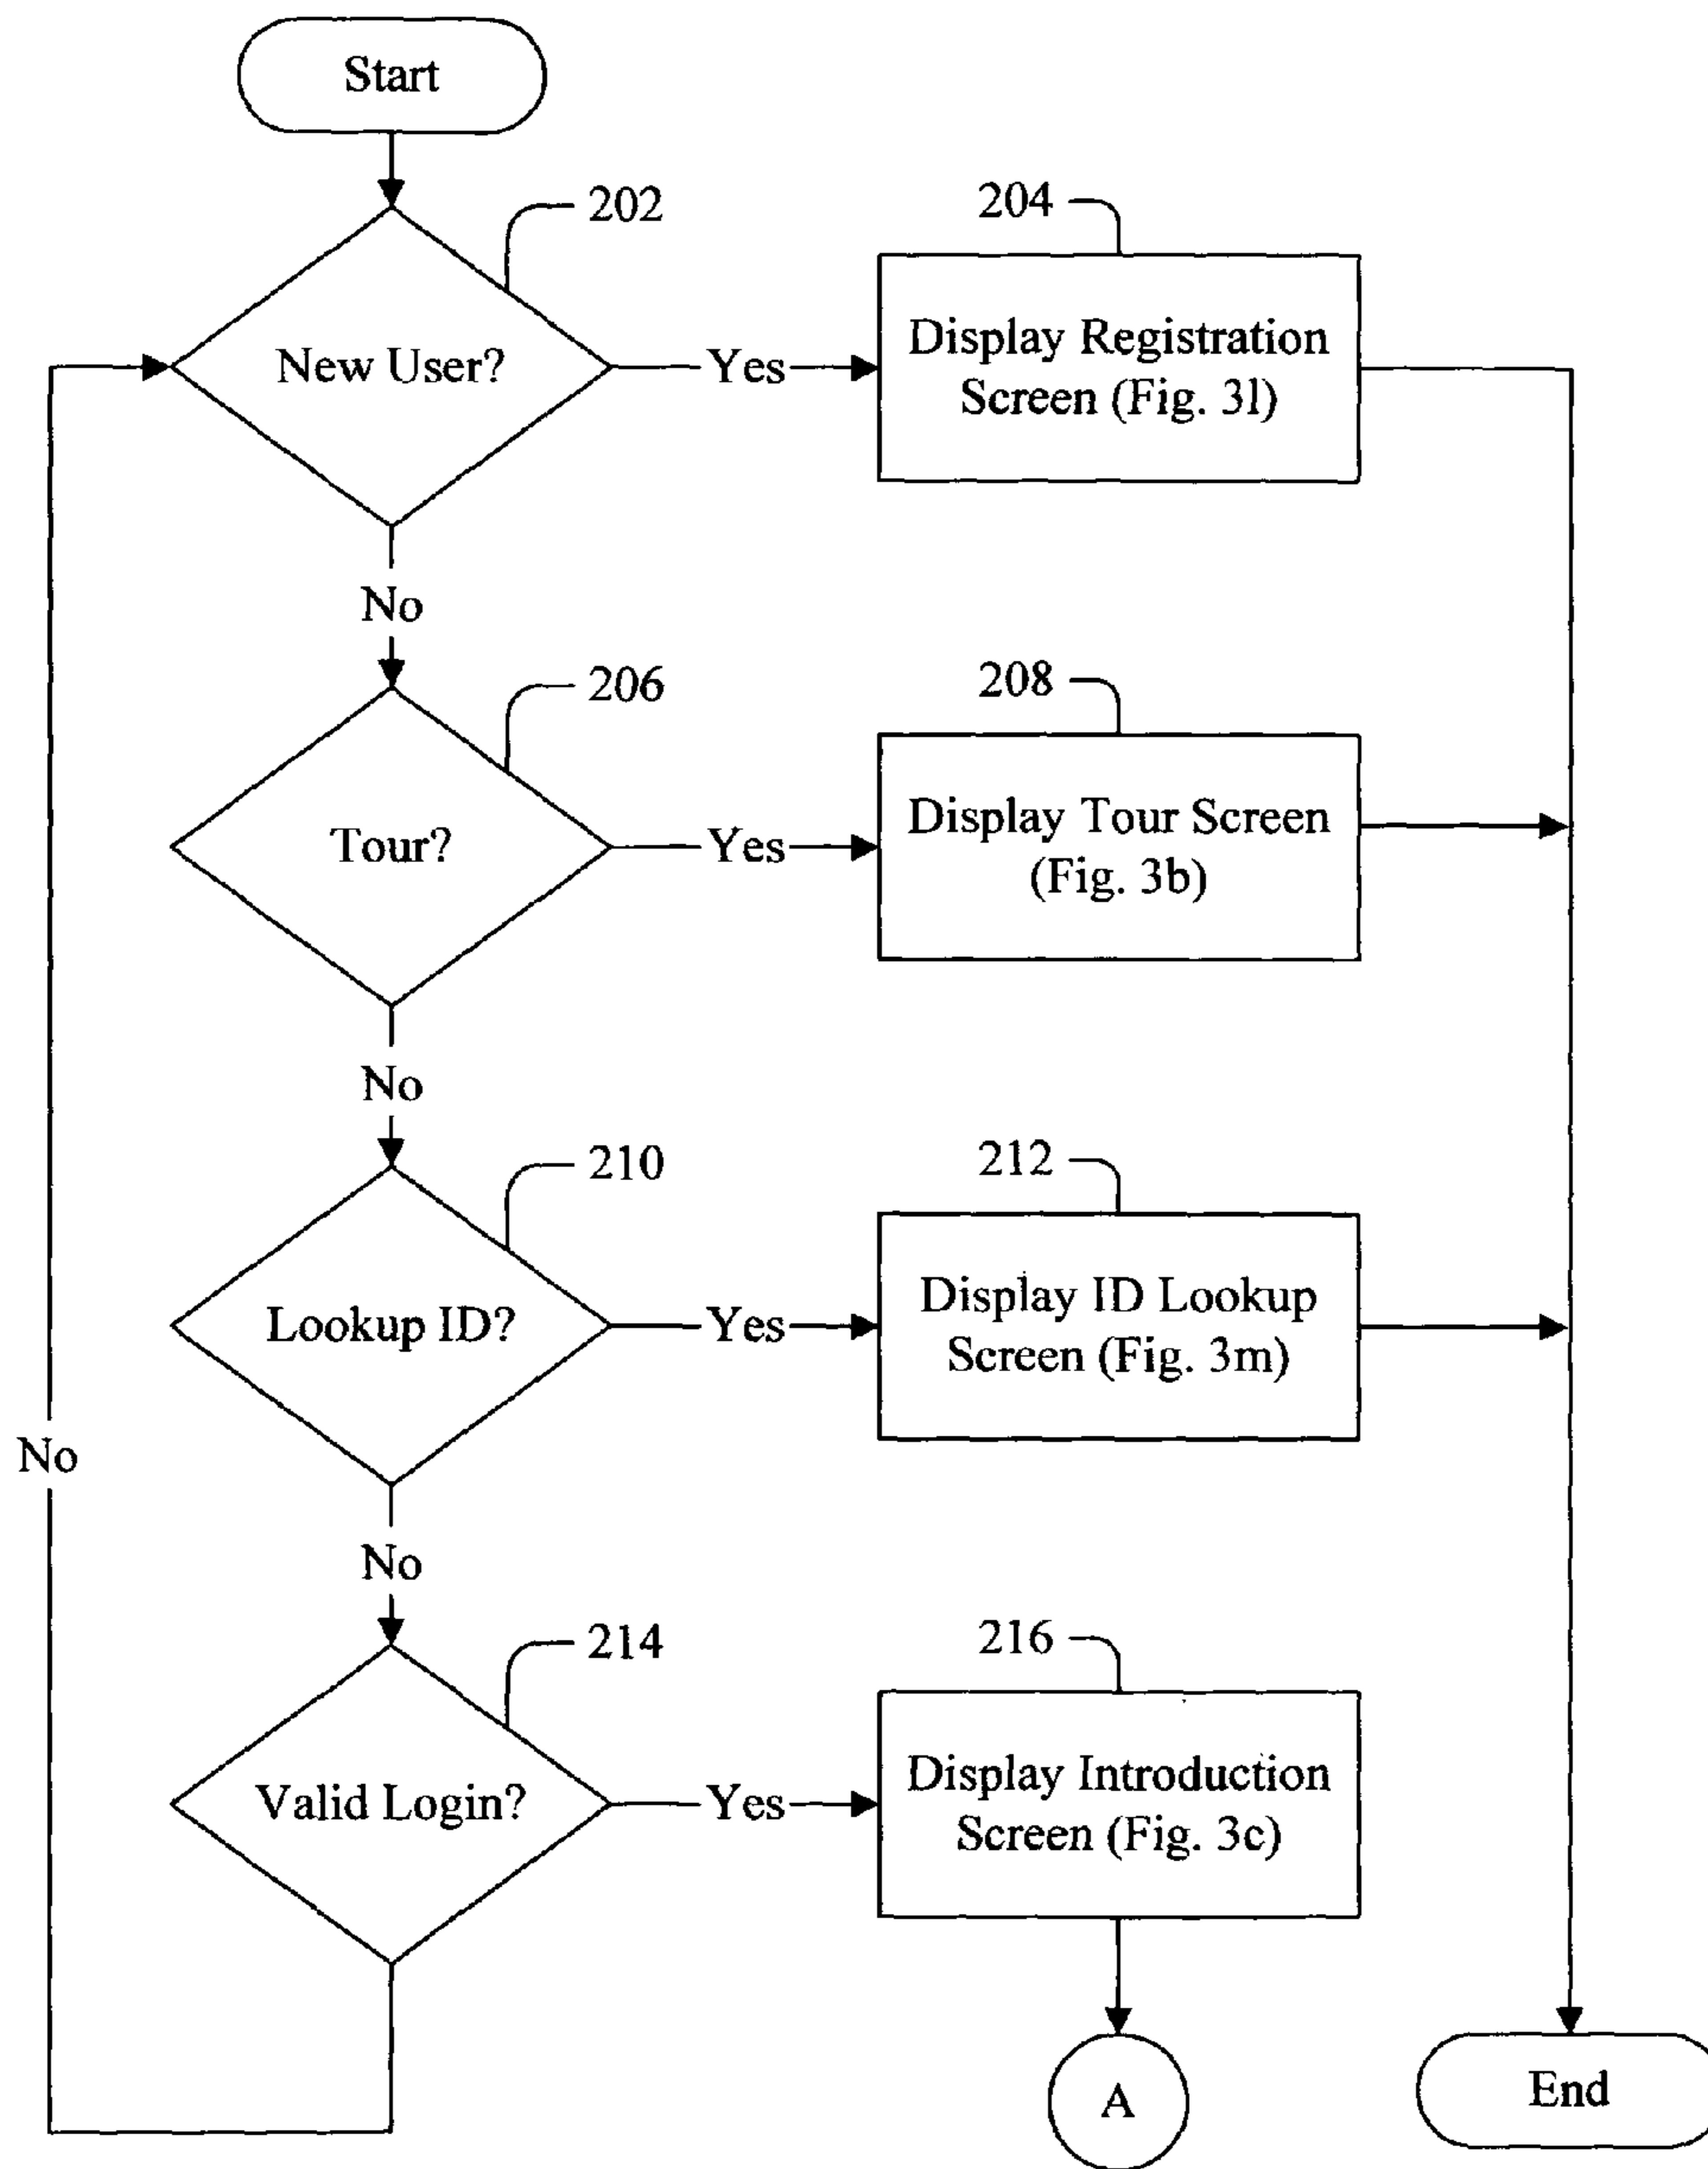 Start
202
204
New User?
Yes
Display Registration
Screen (Fig. 3l)
No
206
208
Tour?
Yes
Display Tour Screen
(Fig. 3b)
No
210
212
Lookup ID?
Yes
Display ID Lookup
Screen (Fig. 3m)
No
No
214
216
Valid Login?
Yes
Display Introduction
Screen (Fig. 3c)
A
End